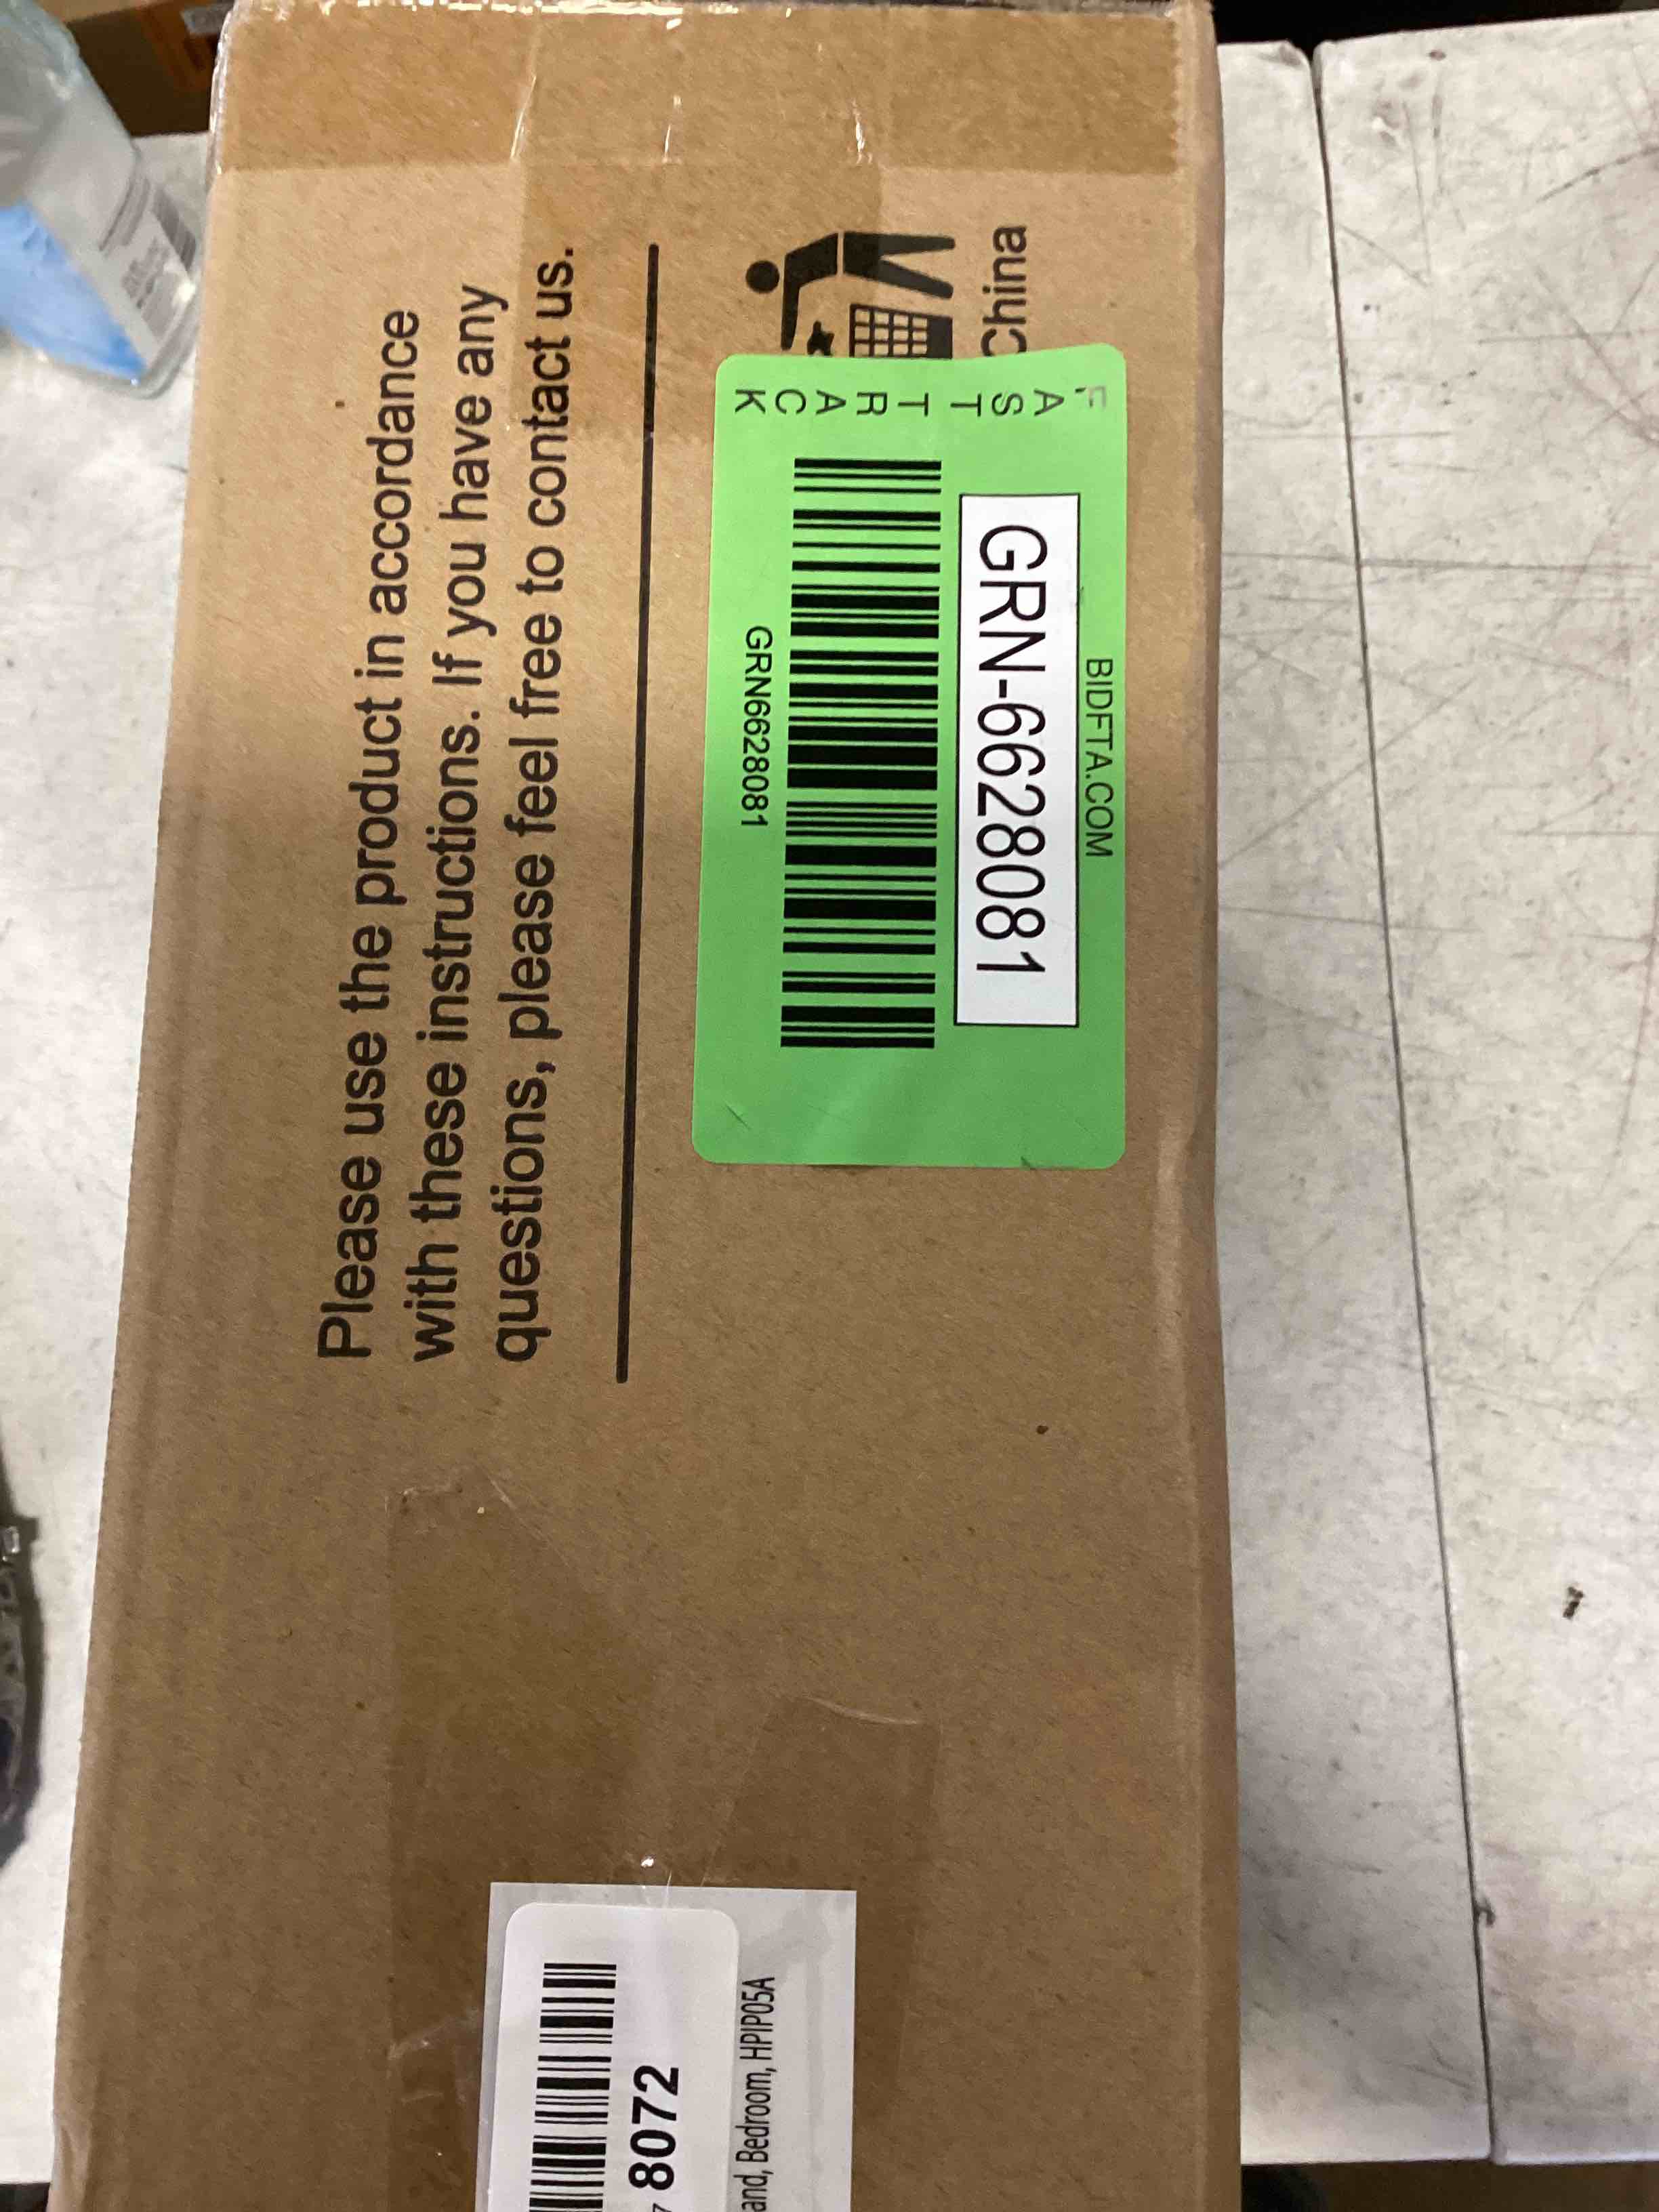 Please use the product in accordance
with these instructions. If you have any
questions, please feel free to contact us.
China
FAST TRACK
BIDFTA.COM
GRN-6628081
GRN6628081
8072
and, Bedroom, HPIP05A